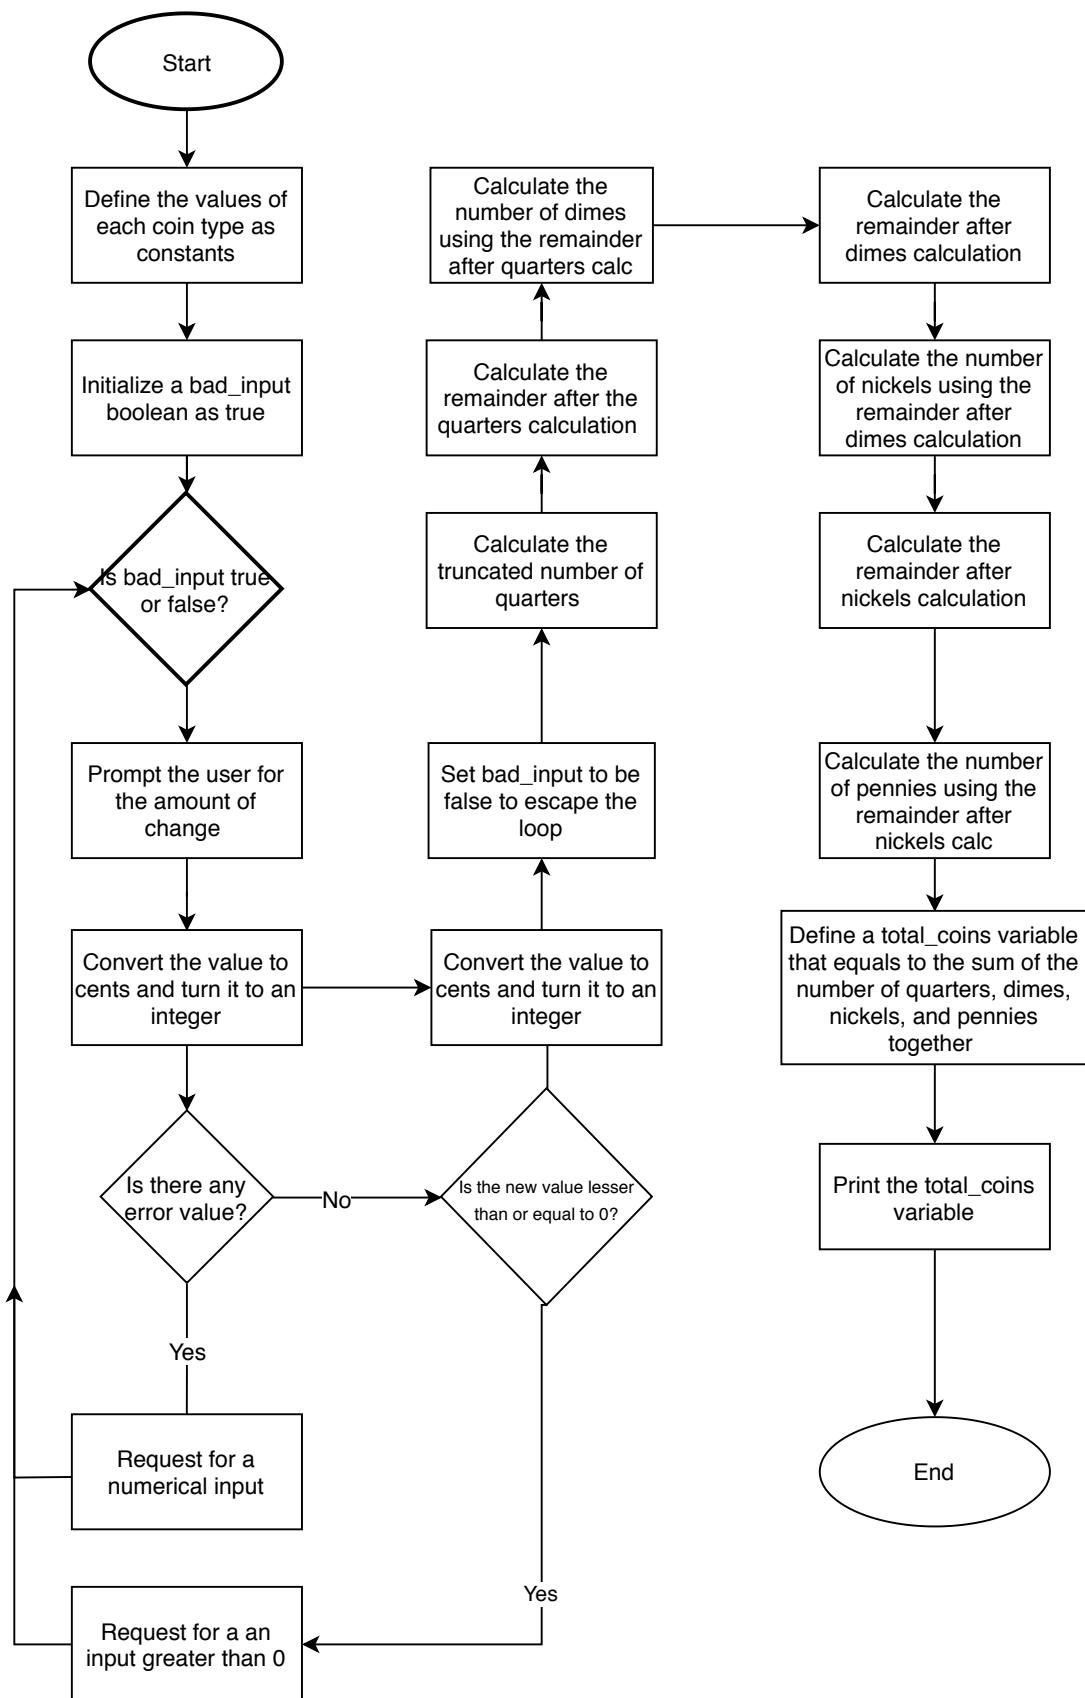 Start
Define the values of
each coin type as
constants
Initialize a bad_input
boolean as true
Is bad_input true
or false?
Prompt the user for
the amount of
change
Convert the value to
cents and turn it to an
integer
Is there any
error value?
No
Yes
Request for a
numerical input
Request for a an
input greater than 0
Yes
Is the new value lesser
than or equal to 0?
Convert the value to
cents and turn it to an
integer
Set bad_input to be
false to escape the
loop
Calculate the
truncated number of
quarters
Calculate the
remainder after the
quarters calculation
Calculate the
number of dimes
using the remainder
after quarters calc
Calculate the
remainder after
dimes calculation
Calculate the number
of nickels using the
remainder after
dimes calculation
Calculate the
remainder after
nickels calculation
Calculate the number
of pennies using the
remainder after
nickels calc
Define a total_coins variable
that equals to the sum of the
number of quarters, dimes,
nickels, and pennies
together
Print the total_coins
variable
End